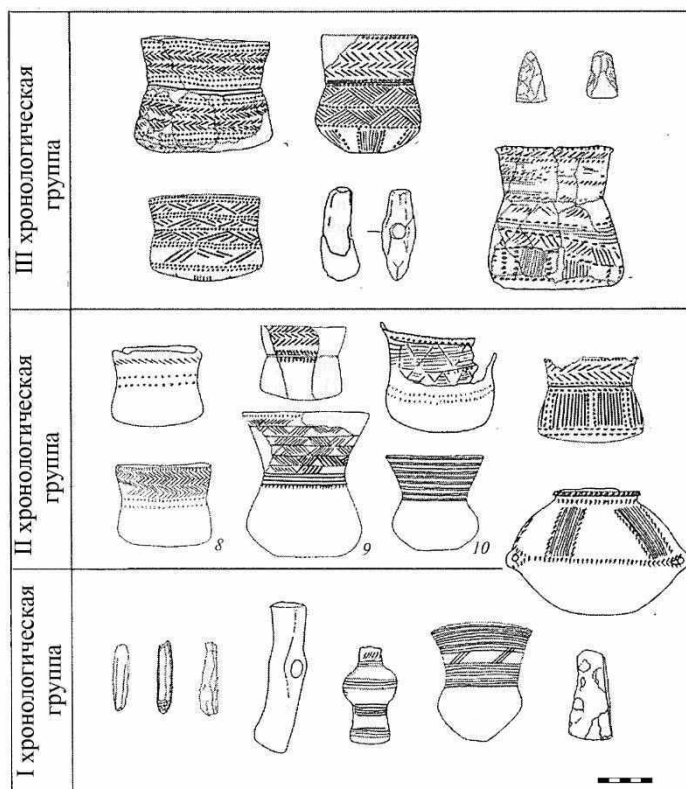 III хронологическая
группа
II хронологическая
группа
8
9
10
I хронологическая
группа